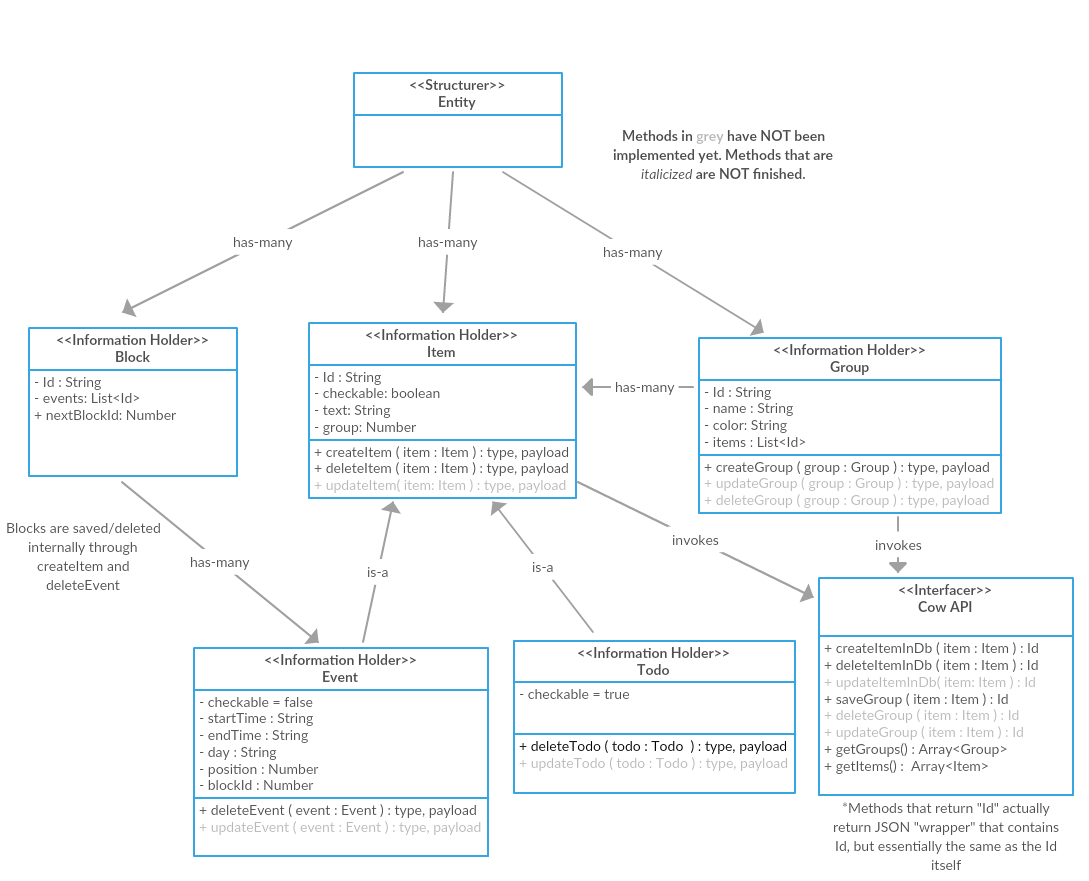 <<Structurer>>
Entity
Methods in grey have NOT been
implemented yet. Methods that are
italicized are NOT finished.
has-many
has-many
has-many
<<Information Holder>>
Block
- Id : String
- events: List<Id>
+ nextBlockId: Number
<<Information Holder>>
Item
- Id : String
- checkable: boolean
- text: String
- group: Number
+ createItem ( item : Item ) : type, payload
+ deleteItem ( item : Item ) : type, payload
+ updateItem( item: Item ) : type, payload
has-many
<<Information Holder>>
Group
- Id : String
- name : String
- color: String
- items : List<Id>
+ createGroup ( group : Group ) : type, payload
+ updateGroup ( group : Group ) : type, payload
+ deleteGroup ( group : Group ) : type, payload
Blocks are saved/deleted
internally through
createItem and
deleteEvent
has-many
is-a
is-a
invokes
invokes
<<Information Holder>>
Event
- checkable = false
- startTime : String
- endTime : String
- day : String
- position : Number
- blockId : Number
+ deleteEvent ( event : Event ) : type, payload
+ updateEvent ( event : Event ) : type, payload
<<Information Holder>>
Todo
- checkable = true
+ deleteTodo ( todo : Todo  ) : type, payload
+ updateTodo ( todo : Todo ) : type, payload
<<Interfacer>>
Cow API
+ createItemInDb ( item : Item ) : Id
+ deleteItemInDb ( item : Item ) : Id
+ updateItemInDb( item: Item ) : Id
+ saveGroup ( item : Item ) : Id
+ deleteGroup ( item : Item ) : Id
+ updateGroup ( item : Item ) : Id
+ getGroups() : Array<Group>
+ getItems() :  Array<Item>
*Methods that return "Id" actually
return JSON "wrapper" that contains
Id, but essentially the same as the Id
itself